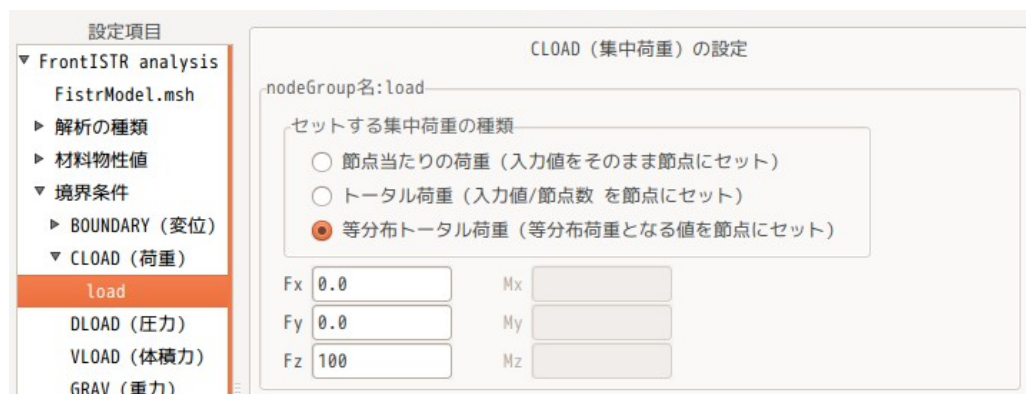 設定項目
▼ FrontISTR analysis
FistrModel.msh
▶ 解析の種類
▶ 材料物性値
▼ 境界条件
▶ BOUNDARY (変位)
▼ CLOAD (荷重)
load
DLOAD (圧力)
VLOAD (体積力)
GRAV (重力)
CLOAD (集中荷重) の設定
nodeGroup名:load
セットする集中荷重の種類
節点当たりの荷重 (入力値をそのまま節点にセット)
トータル荷重 (入力値/節点数 を節点にセット)
等分布トータル荷重 (等分布荷重となる値を節点にセット)
Fx 0.0 Mx
Fy 0.0 My
Fz 100 Mz